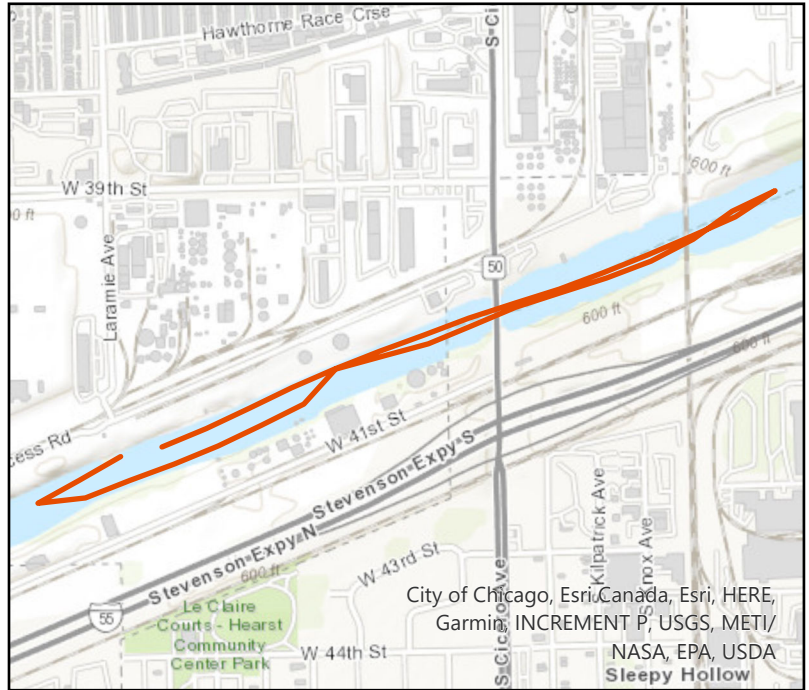 Hawthorne Race Crse
S-Ci
C
600 ft
W 39th St
0 ft
Laramie Ave
50
600 ft
600 ft
cess Rd
W 41st St
Stevenson-Expy-S
Stevenson-Expy-N
600 ft
Kilpatrick Ave
S Knox Ave
W 43rd St
S-Cicero Ave
55
Le Claire
Courts - Hearst
Community
Center Park
W 44th St
City of Chicago, Esri Canada, Esri, HERE,
Garmin, INCREMENT P, USGS, METI/
NASA, EPA, USDA
Sleepy Hollow